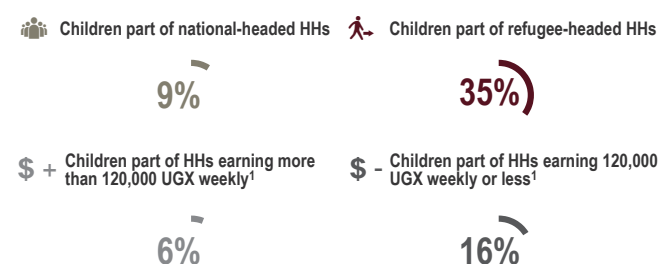 Children part of national-headed HHs
Children part of refugee-headed HHs
9%
35%
$ + Children part of HHs earning more
than 120,000 UGX weekly¹
$ - Children part of HHs earning 120,000
UGX weekly or less¹
6%
16%